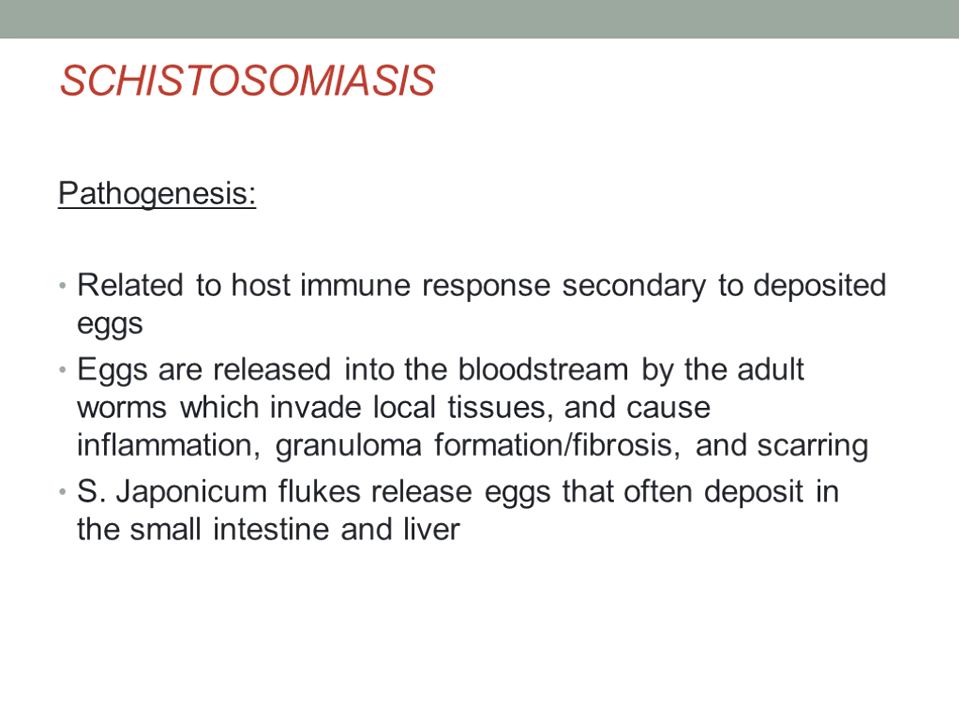 SCHISTOSOMIASIS
Pathogenesis:
• Related to host immune response secondary to deposited
eggs
• Eggs are released into the bloodstream by the adult
worms which invade local tissues, and cause
inflammation, granuloma formation/fibrosis, and scarring
• S. Japonicum flukes release eggs that often deposit in
the small intestine and liver